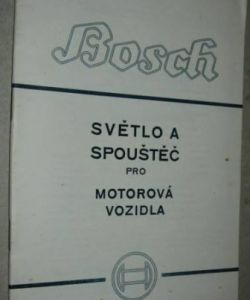 Bosch
SVĚTLO A
SPOUŠTĚČ
PRO
MOTOROVÁ
VOZIDLA